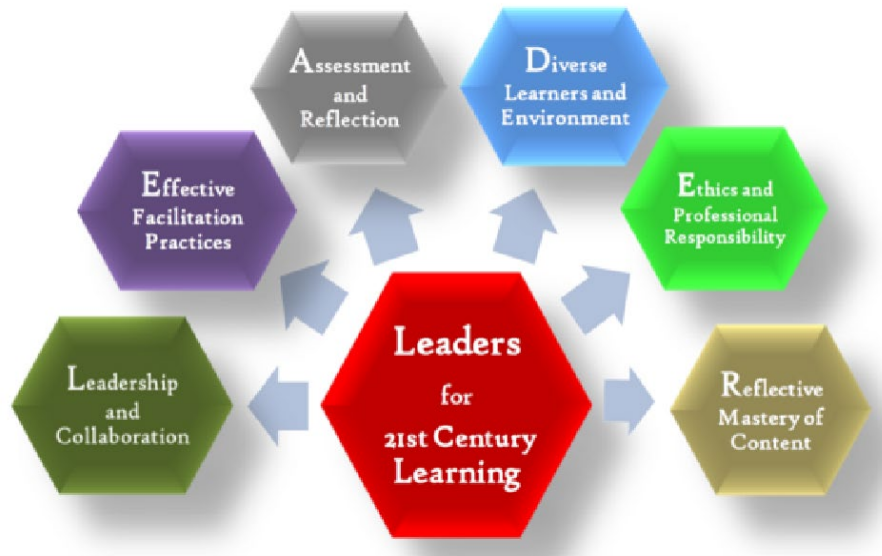 Leadership
and
Collaboration
Effective
Facilitation
Practices
Assessment
and
Reflection
Diverse
Learners and
Environment
Ethics and
Professional
Responsibility
Reflective
Mastery of
Content
Leaders
for
21st Century
Learning